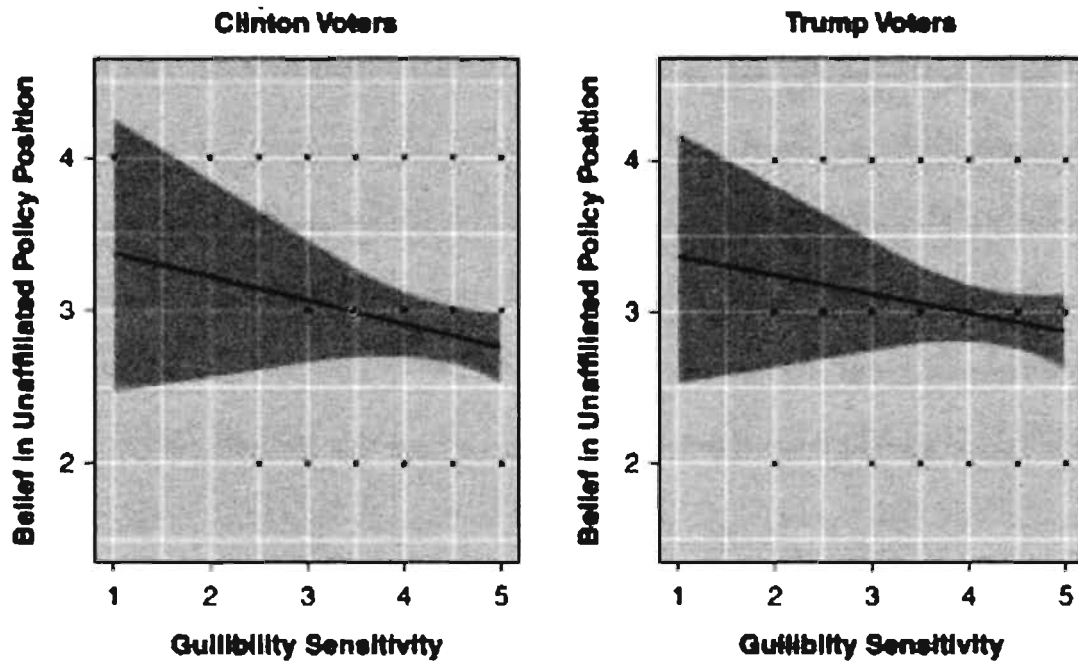 Clinton Voters
Belief in Unaffiliated Policy Position
4
3
2
1 2 3 4 5
Gullibility Sensitivity
Trump Voters
Belief in Unaffiliated Policy Position
4
3
2
1 2 3 4 5
Gullibility Sensitivity